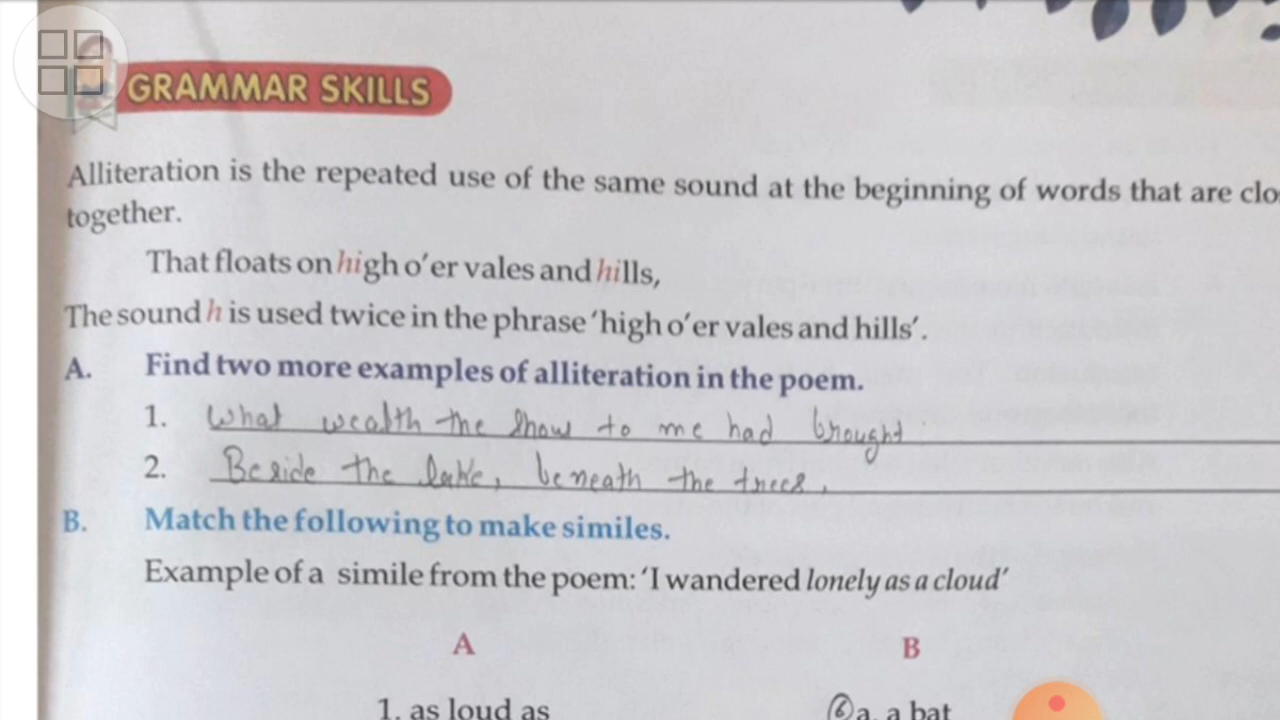 GRAMMAR SKILLS
Alliteration is the repeated use of the same sound at the beginning of words that are clo
together.
That floats on high o'er vales and hills,
The sound h is used twice in the phrase 'high o'er vales and hills'.
A. Find two more examples of alliteration in the poem.
1. What wealth the show to me had brought
2. Beside the lake, beneath the trees,
B. Match the following to make similes.
Example of a simile from the poem: 'I wandered lonely as a cloud'
A B
1. as loud as 6 a. a bat